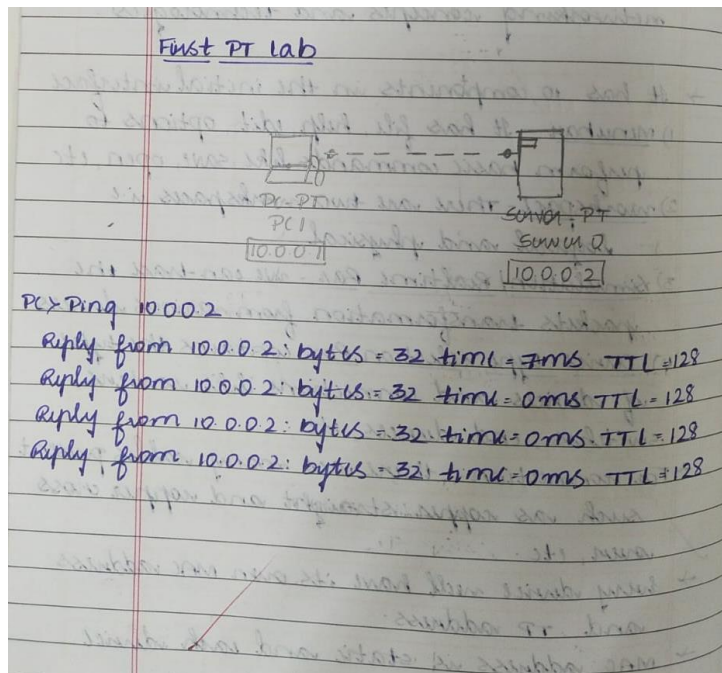 First PT lab
PC-PT
PC1
10.0.0.1
Server-PT
Server 0
10.0.0.2
PC> Ping 10.0.0.2
Reply from 10.0.0.2: bytes = 32 time = 7ms TTL = 128
Reply from 10.0.0.2: bytes = 32 time = 0ms TTL = 128
Reply from 10.0.0.2: bytes = 32 time = 0ms TTL = 128
Reply from 10.0.0.2: bytes = 32 time = 0ms TTL = 128